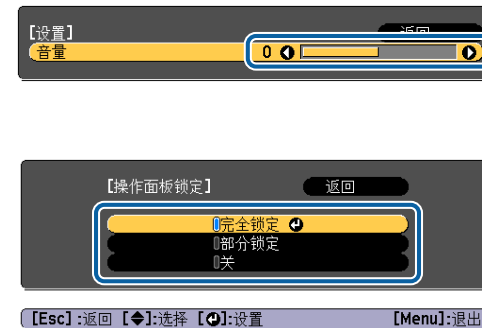 [设置] 返回
音量 0
[操作面板锁定] 返回
完全锁定
部分锁定
关
[Esc]:返回 [◆]:选择 [⏎]:设置 [Menu]:退出